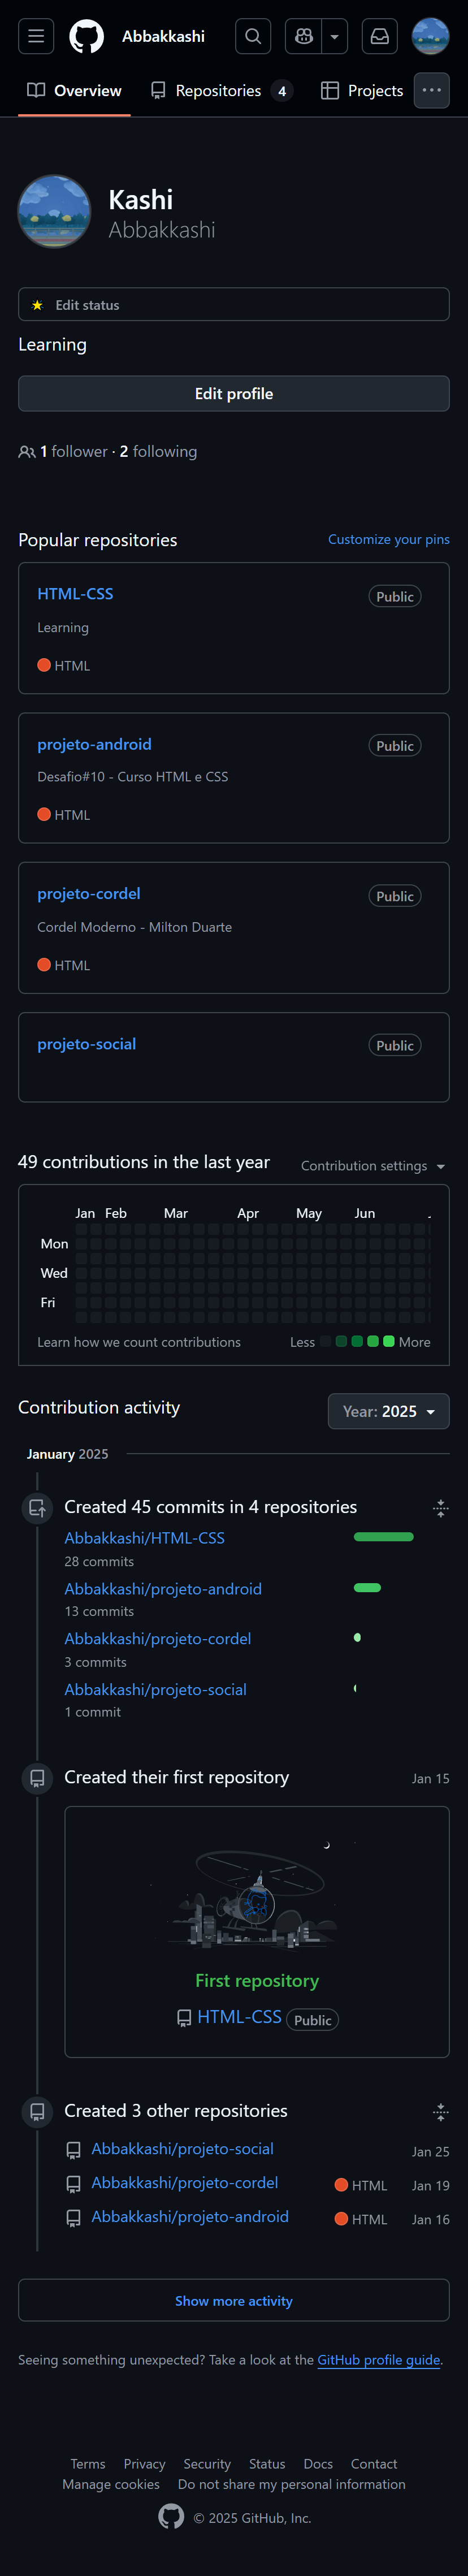 Abbakkashi
Overview Repositories 4 Projects
Kashi
Abbakkashi
Edit status
Learning
Edit profile
1 follower · 2 following
Popular repositories Customize your pins
HTML-CSS Public
Learning
HTML
projeto-android Public
Desafio#10 - Curso HTML e CSS
HTML
projeto-cordel Public
Cordel Moderno - Milton Duarte
HTML
projeto-social Public
49 contributions in the last year Contribution settings
Jan Feb Mar Apr May Jun
Mon
Wed
Fri
Learn how we count contributions Less More
Contribution activity Year: 2025
January 2025
Created 45 commits in 4 repositories
Abbakkashi/HTML-CSS
28 commits
Abbakkashi/projeto-android
13 commits
Abbakkashi/projeto-cordel
3 commits
Abbakkashi/projeto-social
1 commit
Created their first repository Jan 15
First repository
HTML-CSS Public
Created 3 other repositories
Abbakkashi/projeto-social Jan 25
Abbakkashi/projeto-cordel HTML Jan 19
Abbakkashi/projeto-android HTML Jan 16
Show more activity
Seeing something unexpected? Take a look at the GitHub profile guide.
Terms Privacy Security Status Docs Contact
Manage cookies Do not share my personal information
© 2025 GitHub, Inc.